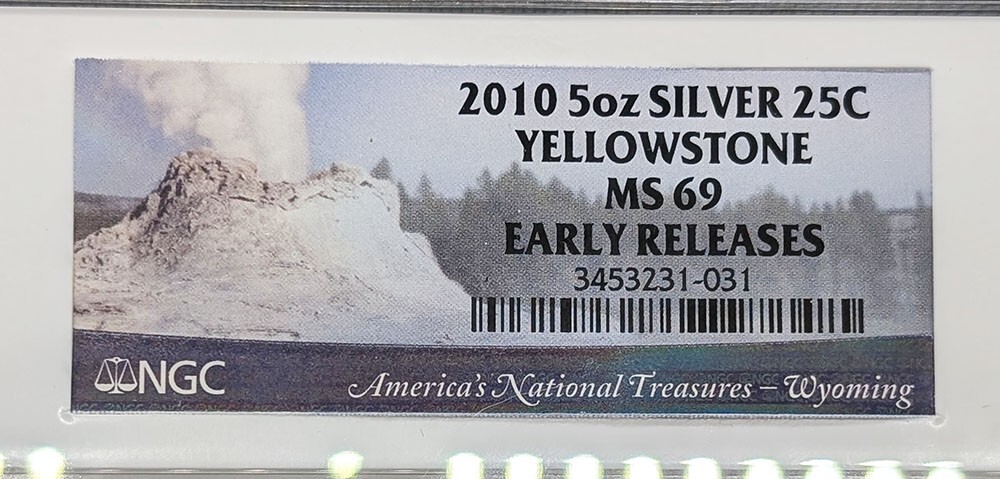 2010 5oz SILVER 25C
YELLOWSTONE
MS 69
EARLY RELEASES
3453231-031
NGC
America's National Treasures – Wyoming